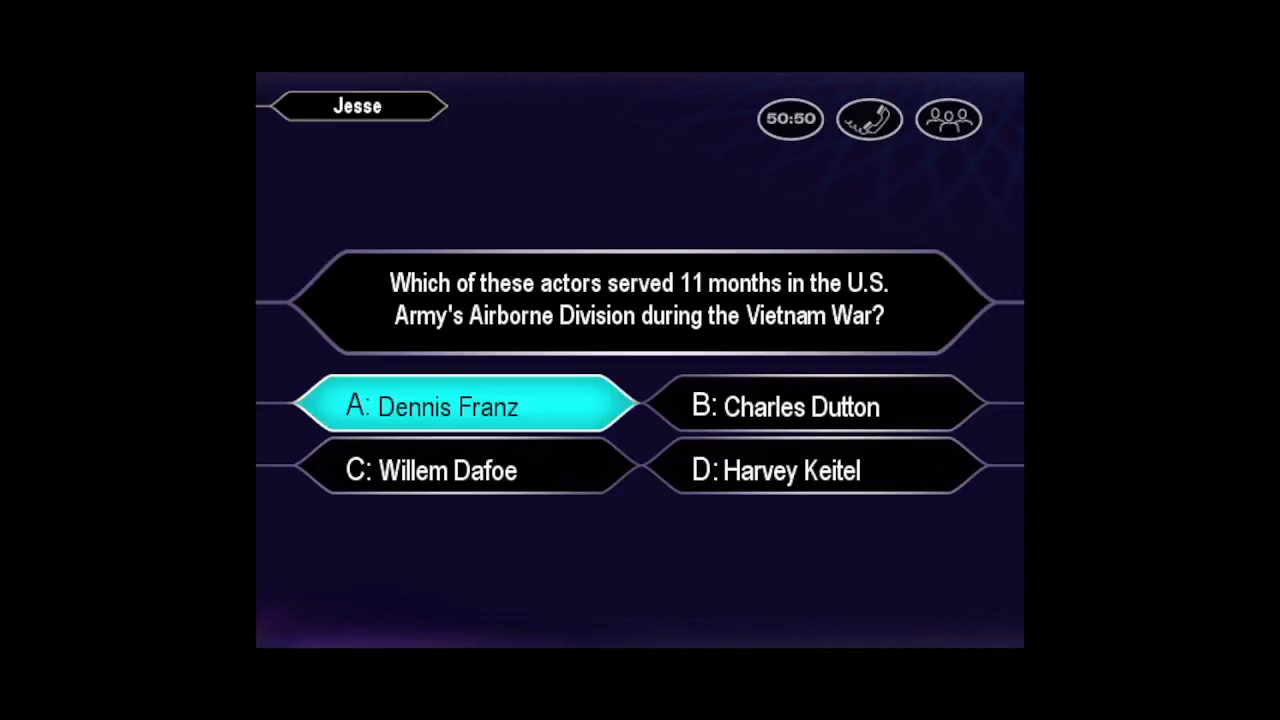 Jesse
50:50
Which of these actors served 11 months in the U.S.
Army's Airborne Division during the Vietnam War?
A: Dennis Franz
B: Charles Dutton
C: Willem Dafoe
D: Harvey Keitel